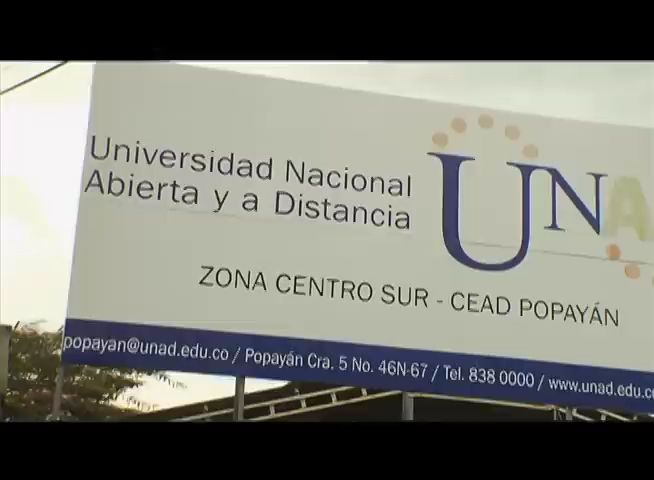 Universidad Nacional
Abierta y a Distancia
UNA
ZONA CENTRO SUR - CEAD POPAYÁN
popayan@unad.edu.co / Popayán Cra. 5 No. 46N-67 / Tel. 838 0000 / www.unad.edu.c